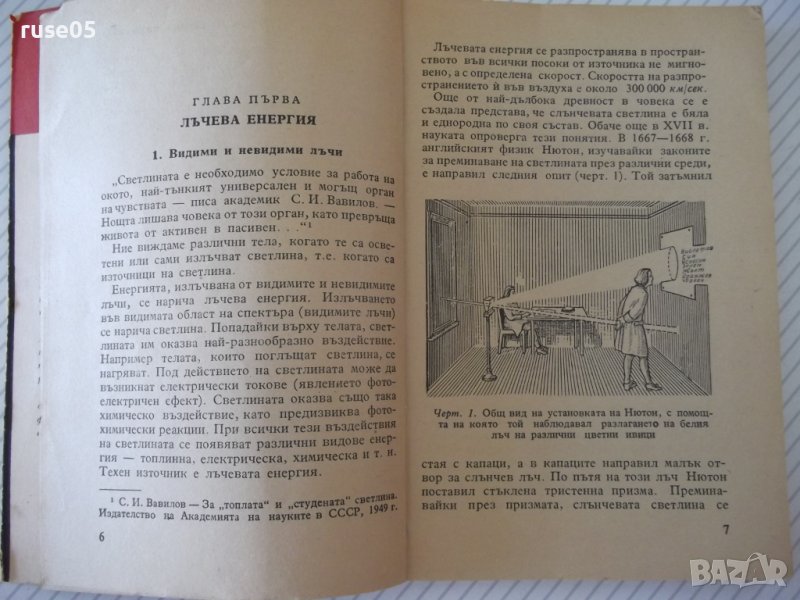 ruse05
ГЛАВА ПЪРВА
ЛЪЧЕВА ЕНЕРГИЯ
1. Видими и невидими лъчи
„Светлината е необходимо условие за работа на
окото, най-тънкият универсален и могъщ орган
на чувствата — писа академик С. И. Вавилов. —
Нощта лишава човека от този орган, като превръща
живота от активен в пасивен. . .“¹
Ние виждаме различни тела, когато те са осве-
тени или сами излъчват светлина, т.е. когато са
източници на светлина.
Енергията, излъчвана от видимите и невидимите
лъчи, се нарича лъчева енергия. Излъчването
във видимата област на спектъра (видимите лъчи)
се нарича светлина. Попадайки върху телата, свет-
лината им оказва най-разнообразно въздействие.
Например телата, които поглъщат светлина, се
нагряват. Под действието на светлината може да
възникнат електрически токове (явлението фото-
електричен ефект). Светлината оказва също така
химическо въздействие, като предизвиква фото-
химически реакции. При всички тези въздействия
на светлината се появяват различни видове енер-
гия — топлинна, електрическа, химическа и т. н.
Техен източник е лъчевата енергия.
¹ С. И. Вавилов — За „топлата“ и „студената“ светлина.
Издателство на Академията на науките в СССР, 1949 г.
6
Лъчевата енергия се разпространява в простран-
ството във всички посоки от източника не мигно-
вено, а с определена скорост. Скоростта на разпро-
странението ѝ във въздуха е около 300 000 км/сек.
Още от най-дълбока древност в човека се е
създала представа, че слънчевата светлина е бяла
и еднородна по своя състав. Обаче още в XVII в.
науката опроверга тези понятия. В 1667—1668 г.
английският физик Нютон, изучавайки законите
за преминаване на светлината през различни среди,
е направил следния опит (черт. 1). Той затъмнил
Черт. 1. Общ вид на установката на Нютон, с помощ-
та на която той наблюдавал разлагането на белия
лъч на различни цветни ивици
стая с капаци, а в капаците направил малък от-
вор за слънчев лъч. По пътя на този лъч Нютон
поставил стъклена тристенна призма. Премина-
вайки през призмата, слънчевата светлина се
7
BAZAR